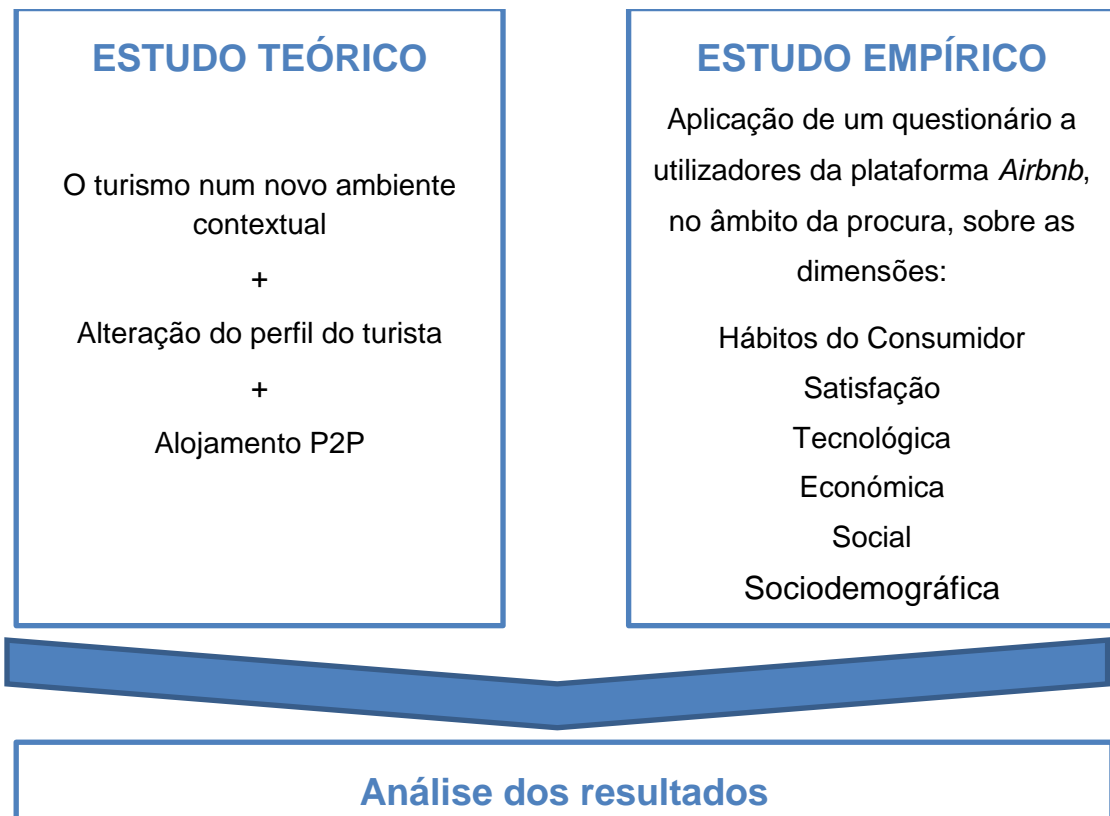 ESTUDO TEÓRICO
O turismo num novo ambiente
contextual
+
Alteração do perfil do turista
+
Alojamento P2P
ESTUDO EMPÍRICO
Aplicação de um questionário a
utilizadores da plataforma Airbnb,
no âmbito da procura, sobre as
dimensões:
Hábitos do Consumidor
Satisfação
Tecnológica
Económica
Social
Sociodemográfica
Análise dos resultados